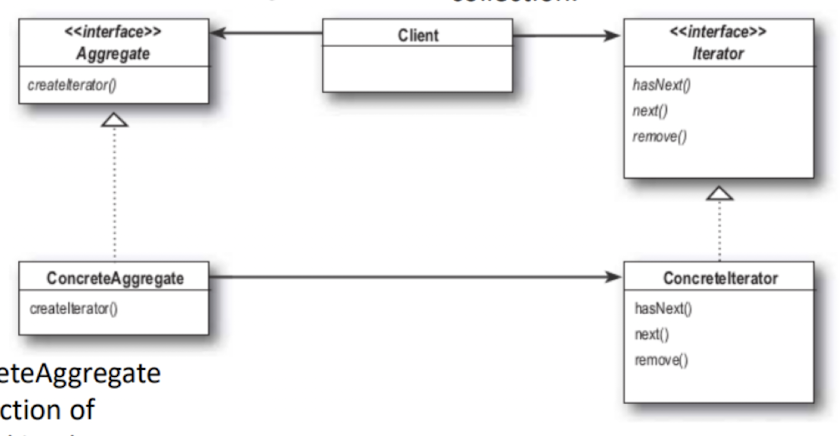 collection.
<<interface>>
Aggregate
createIterator()
Client
<<interface>>
Iterator
hasNext()
next()
remove()
ConcreteAggregate
createIterator()
ConcreteIterator
hasNext()
next()
remove()
eteAggregate
ction of